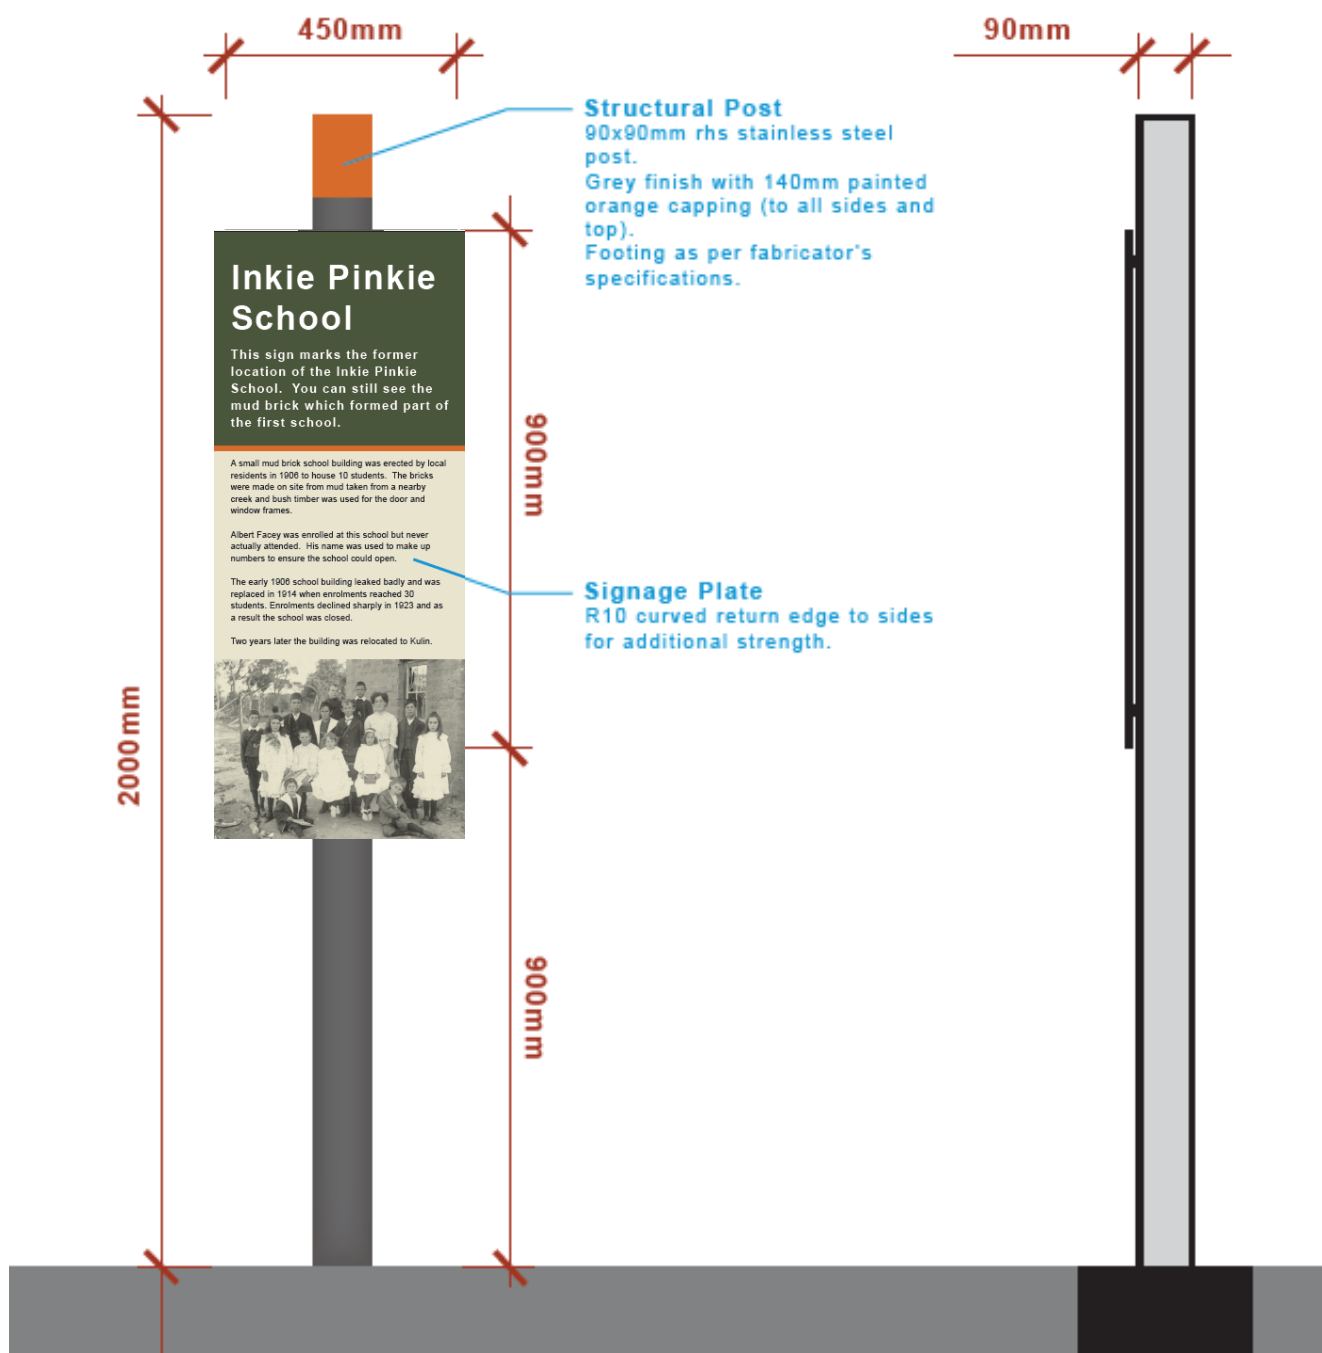 450mm
90mm
Structural Post
90x90mm rhs stainless steel
post.
Grey finish with 140mm painted
orange capping (to all sides and
top).
Footing as per fabricator's
specifications.
Inkie Pinkie
School
This sign marks the former
location of the Inkie Pinkie
School.  You can still see the
mud brick which formed part of
the first school.
900mm
A small mud brick school building was erected by local
residents in 1906 to house 10 students.  The bricks
were made on site from mud taken from a nearby
creek and bush timber was used for the door and
window frames.
Albert Facey was enrolled at this school but never
actually attended.  His name was used to make up
numbers to ensure the school could open.
The early 1906 school building leaked badly and was
replaced in 1914 when enrolments reached 30
students. Enrolments declined sharply in 1923 and as
a result the school was closed.
Two years later the building was relocated to Kulin.
Signage Plate
R10 curved return edge to sides
for additional strength.
2000mm
900mm